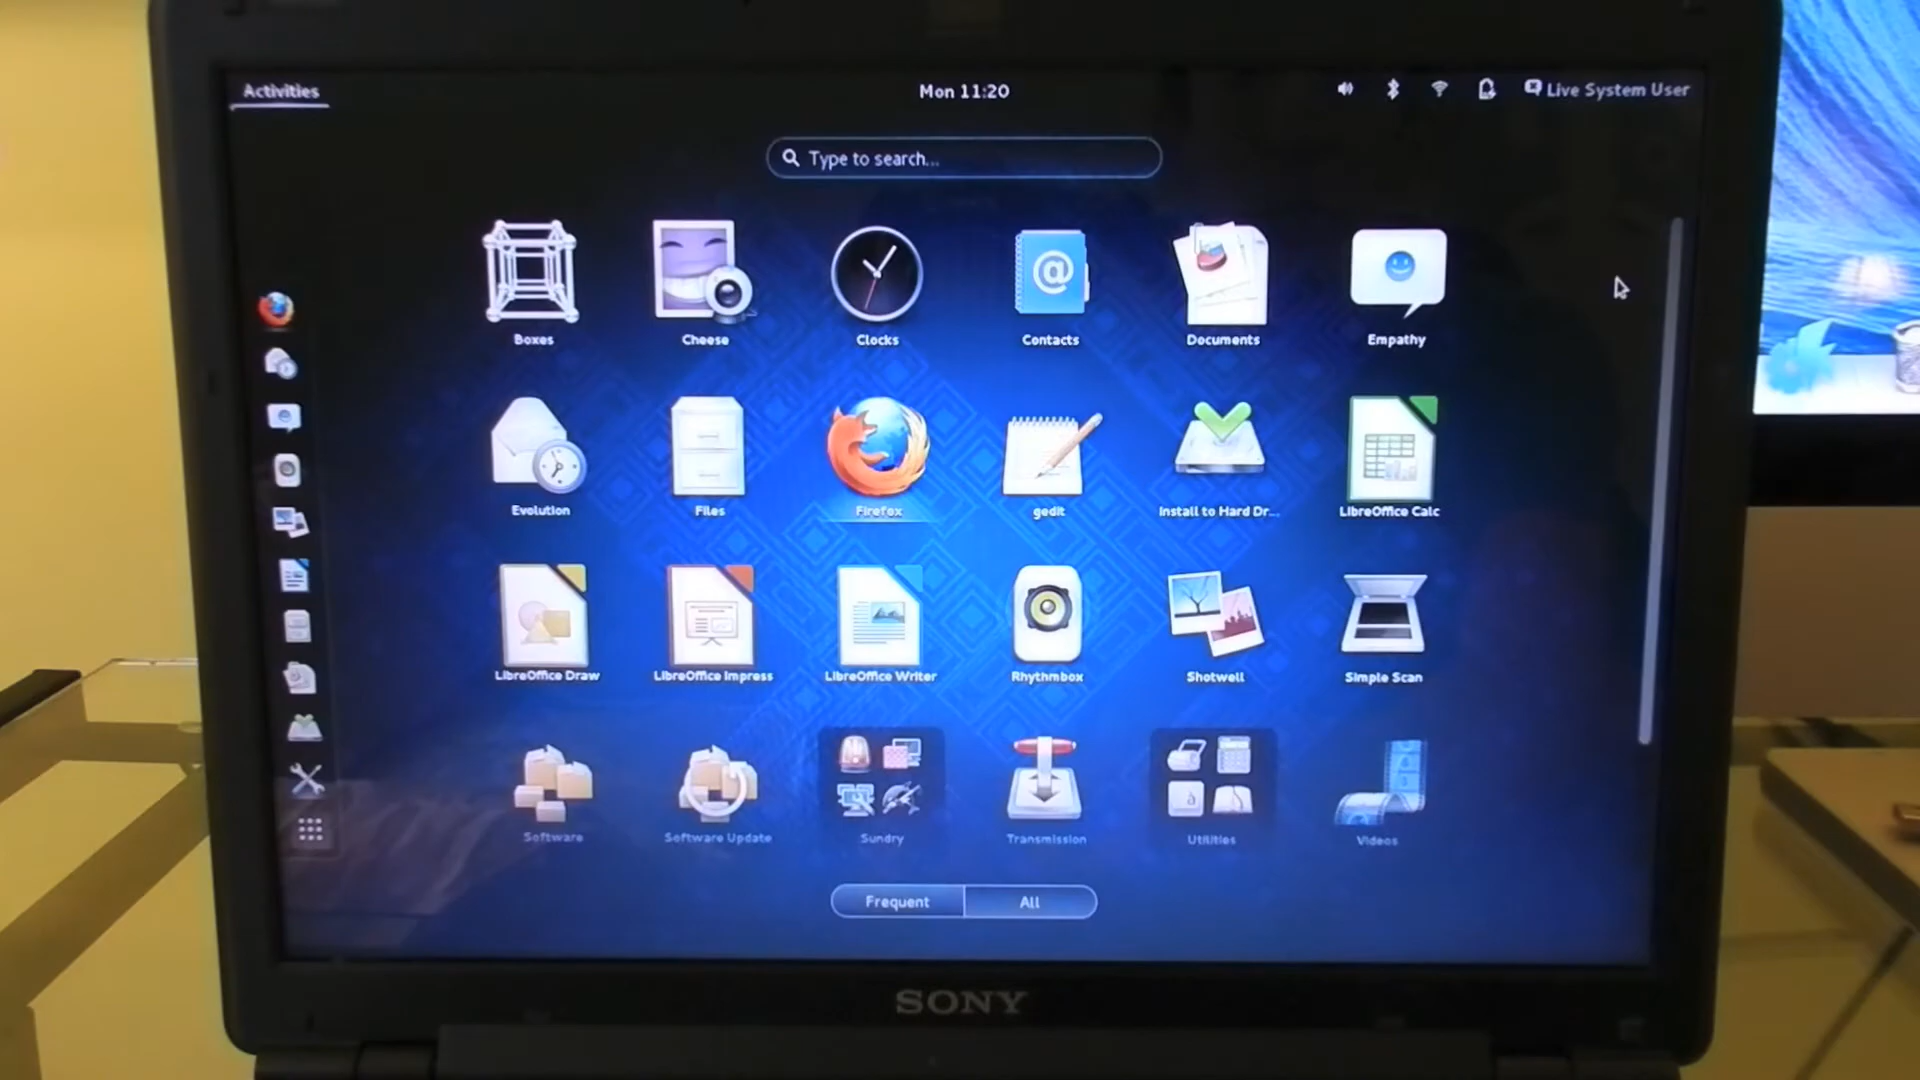 Activities
Mon 11:20
Live System User
Type to search...
Boxes
Cheese
Clocks
Contacts
Documents
Empathy
Evolution
Files
Firefox
gedit
Install to Hard Dr...
LibreOffice Calc
LibreOffice Draw
LibreOffice Impress
LibreOffice Writer
Rhythmbox
Shotwell
Simple Scan
Software
Software Update
Sundry
Transmission
Utilities
Videos
Frequent
All
SONY